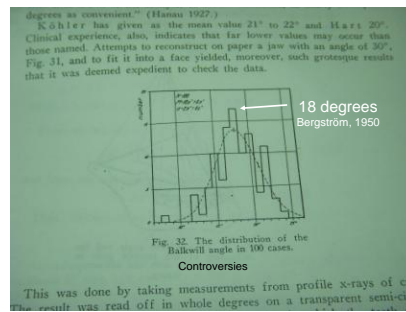 degrees as convenient." (Hanau 1927.)
Köhler has given as the mean value 21° to 22° and Hart 20°.
Clinical experience, also, indicates that far lower values may occur than
those named. Attempts to reconstruct on paper a jaw with an angle of 30°,
Fig. 31, and to fit it into a face yielded, moreover, such grotesque results
that it was deemed expedient to check the data.
number
18 degrees
Bergström, 1950
Fig. 32. The distribution of the
Balkwill angle in 100 cases.
Controversies
This was done by taking measurements from profile x-rays of
The result was read off in whole degrees on a transparent